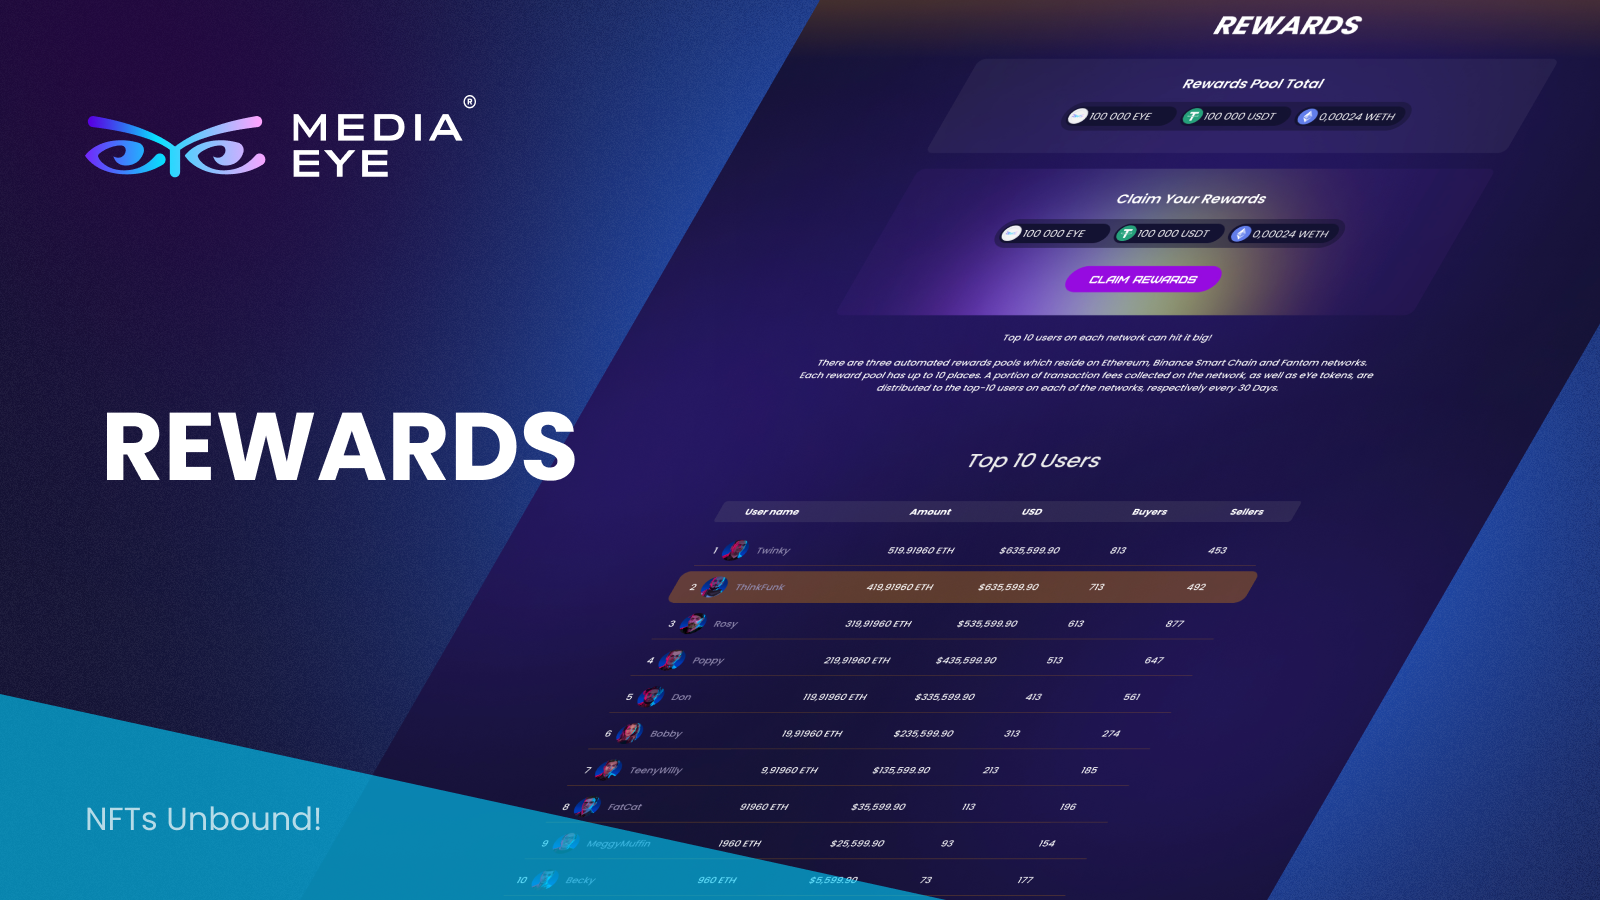 MEDIA ®
EYE
REWARDS
NFTs Unbound!
REWARDS
Rewards Pool Total
100 000 EYE 100 000 USDT 0,00024 WETH
Claim Your Rewards
100 000 EYE 100 000 USDT 0,00024 WETH
CLAIM REWARDS
Top 10 users on each network can hit it big!
There are three automated rewards pools which reside on Ethereum, Binance Smart Chain and Fantom networks.
Each reward pool has up to 10 places. A portion of transaction fees collected on the network, as well as eYe tokens, are
distributed to the top-10 users on each of the networks, respectively every 30 Days.
Top 10 Users
User name Amount USD Buyers Sellers
1 Twinky 519,91960 ETH $635,599.90 813 453
2 ThinkFunk 419,91960 ETH $635,599.90 713 492
3 Rosy 319,91960 ETH $535,599.90 613 877
4 Poppy 219,91960 ETH $435,599.90 513 647
5 Don 119,91960 ETH $335,599.90 413 561
6 Bobby 19,91960 ETH $235,599.90 313 274
7 TeenyWilly 9,91960 ETH $135,599.90 213 185
8 FatCat 91960 ETH $35,599.90 113 196
9 MeggyMuffin 1960 ETH $25,599.90 93 154
10 Becky 960 ETH $5,599.90 73 177